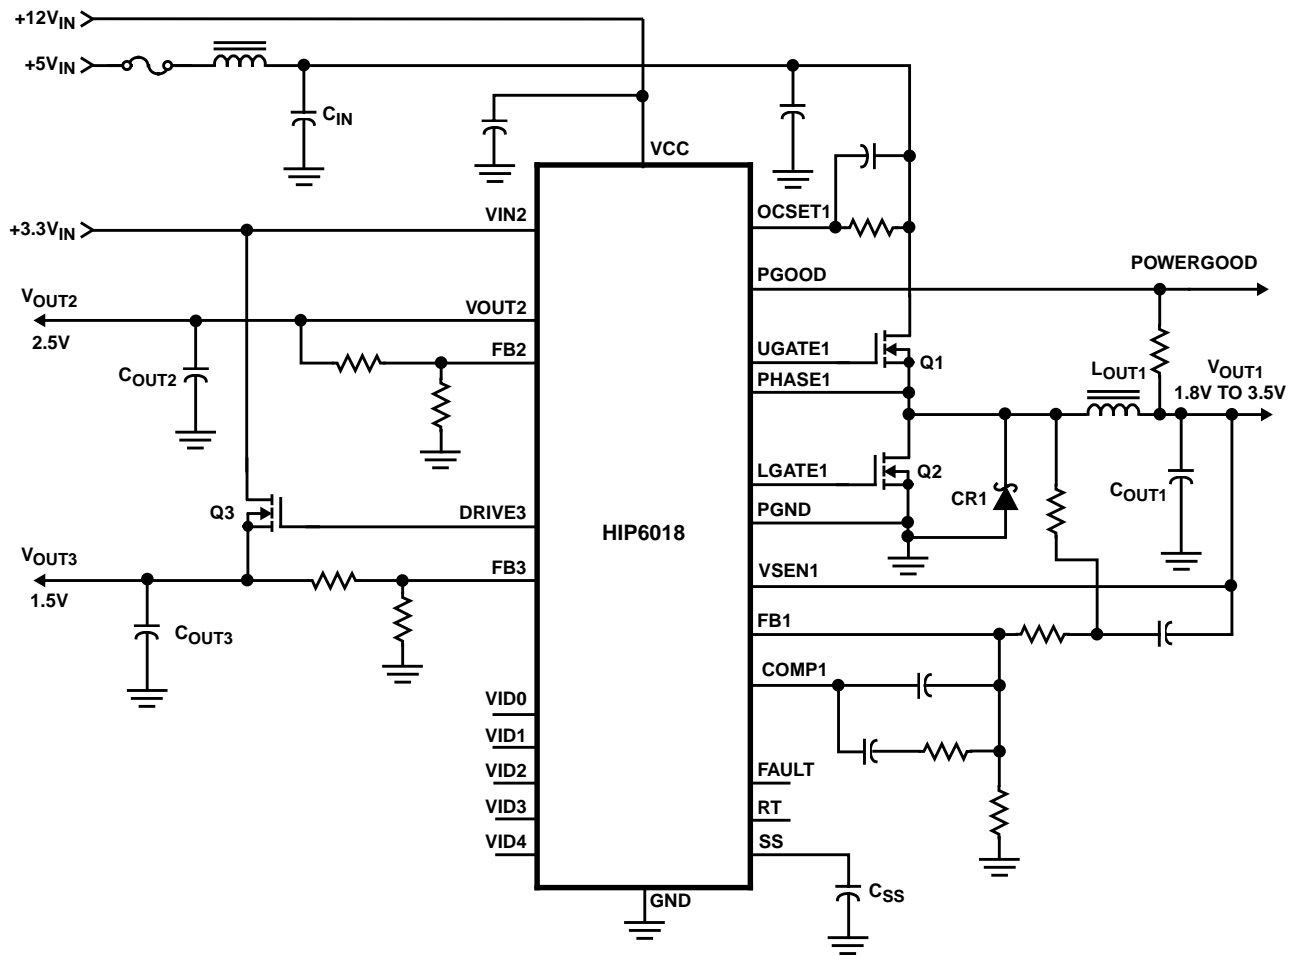 +12VIN
+5VIN
CIN
VCC
+3.3VIN
VIN2
OCSET1
PGOOD
POWERGOOD
VOUT2
2.5V
VOUT2
FB2
COUT2
UGATE1
Q1
PHASE1
LOUT1
VOUT1
1.8V TO 3.5V
LGATE1
Q2
CR1
COUT1
PGND
Q3
DRIVE3
HIP6018
VOUT3
1.5V
FB3
COUT3
VSEN1
FB1
COMP1
VID0
VID1
VID2
VID3
VID4
FAULT
RT
SS
CSS
GND